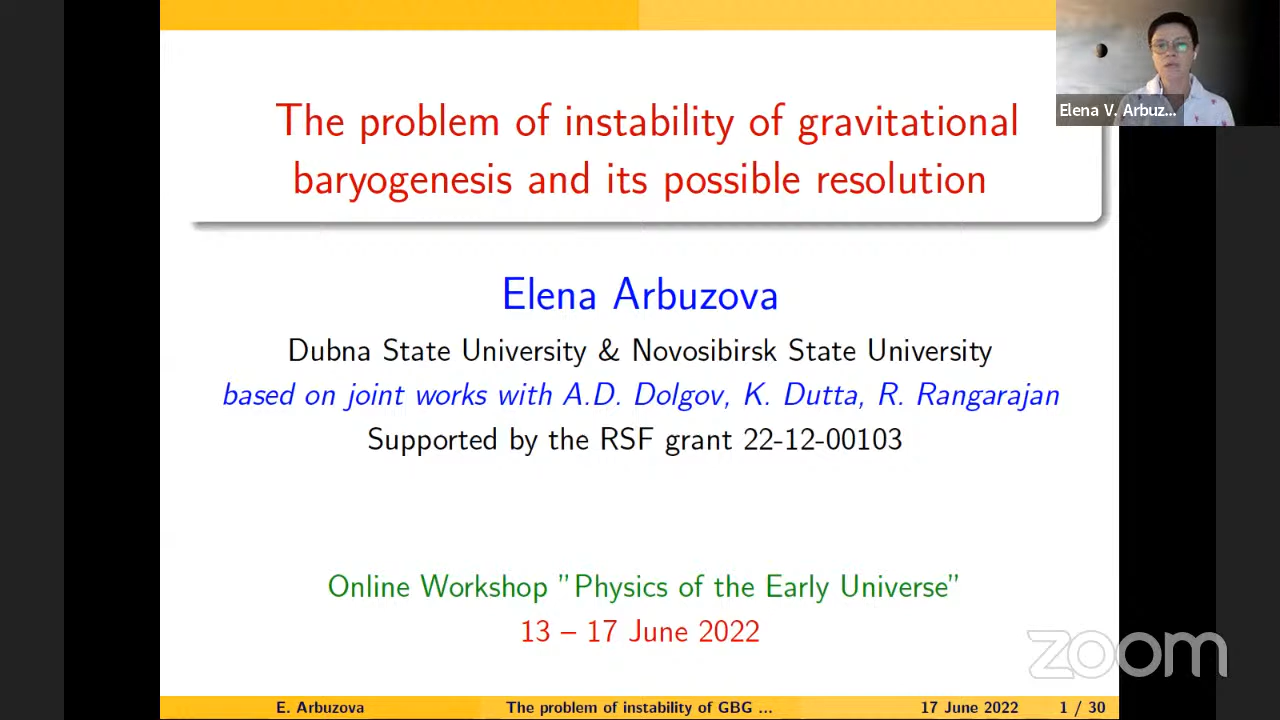 The problem of instability of gravitational
baryogenesis and its possible resolution
Elena V. Arbuz...
Elena Arbuzova
Dubna State University & Novosibirsk State University
based on joint works with A.D. Dolgov, K. Dutta, R. Rangarajan
Supported by the RSF grant 22-12-00103
Online Workshop ”Physics of the Early Universe”
13 – 17 June 2022
zoom
E. Arbuzova The problem of instability of GBG ... 17 June 2022 1 / 30